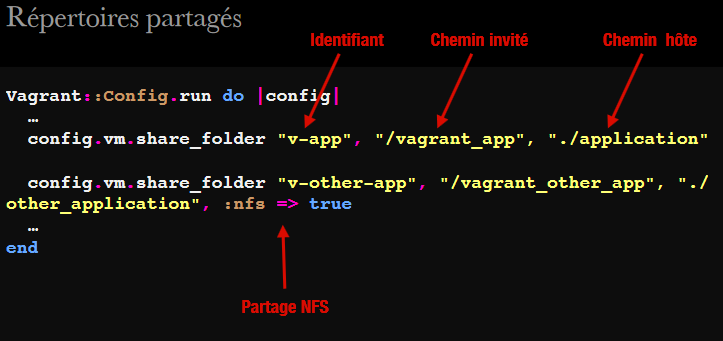 Répertoires partagés
Identifiant Chemin invité Chemin hôte
Vagrant::Config.run do |config|
…
config.vm.share_folder "v-app", "/vagrant_app", "./application"
config.vm.share_folder "v-other-app", "/vagrant_other_app", "./
other_application", :nfs => true
…
end
Partage NFS